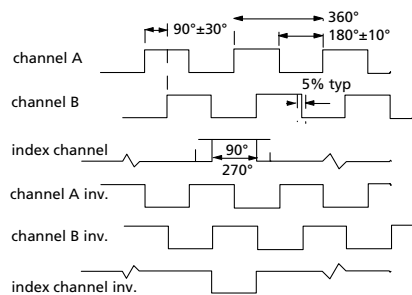 90°±30°
360°
180°±10°
channel A
5% typ
channel B
index channel
90°
270°
channel A inv.
channel B inv.
index channel inv.